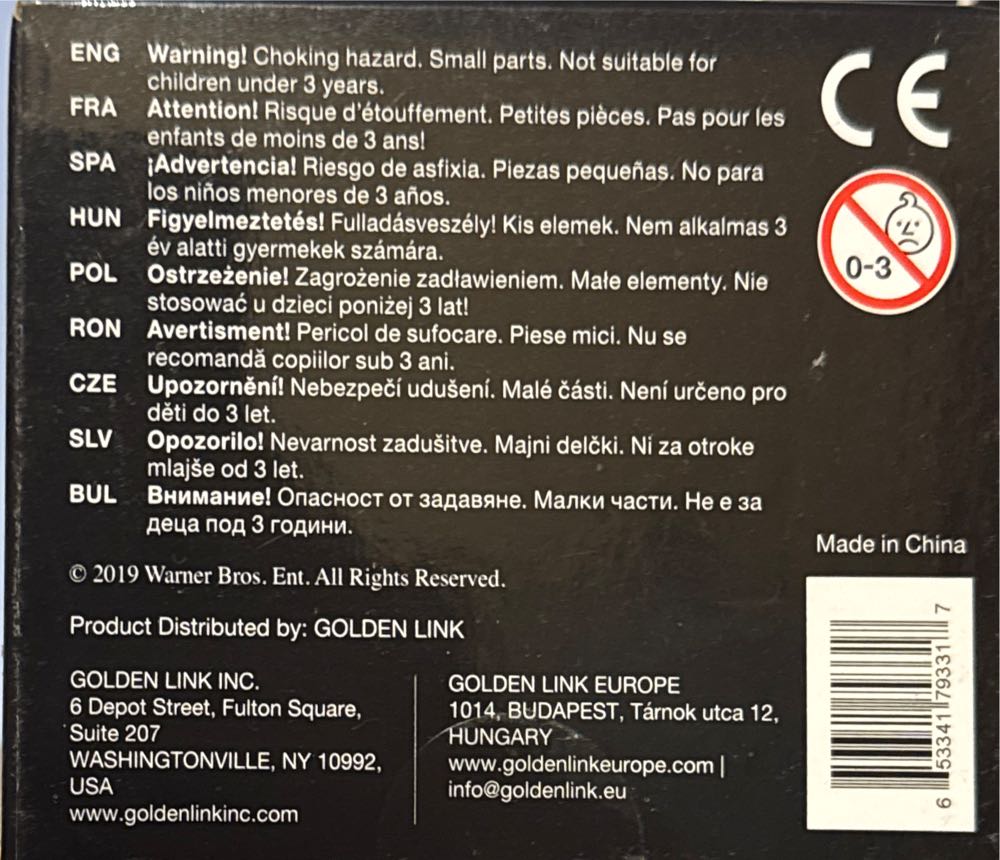 ENG Warning! Choking hazard. Small parts. Not suitable for
children under 3 years.
FRA Attention! Risque d'étouffement. Petites pièces. Pas pour les
enfants de moins de 3 ans!
SPA ¡Advertencia! Riesgo de asfixia. Piezas pequeñas. No para
los niños menores de 3 años.
HUN Figyelmeztetés! Fulladásveszély! Kis elemek. Nem alkalmas 3
év alatti gyermekek számára.
POL Ostrzeżenie! Zagrożenie zadławieniem. Małe elementy. Nie
stosować u dzieci poniżej 3 lat!
RON Avertisment! Pericol de sufocare. Piese mici. Nu se
recomandă copiilor sub 3 ani.
CZE Upozornění! Nebezpečí udušení. Malé části. Není určeno pro
děti do 3 let.
SLV Opozorilo! Nevarnost zadušitve. Majni delčki. Ni za otroke
mlajše od 3 let.
BUL Внимание! Опасност от задавяне. Малки части. Не е за
деца под 3 години.
CE
0-3
© 2019 Warner Bros. Ent. All Rights Reserved.
Product Distributed by: GOLDEN LINK
GOLDEN LINK INC.
6 Depot Street, Fulton Square,
Suite 207
WASHINGTONVILLE, NY 10992,
USA
www.goldenlinkinc.com
GOLDEN LINK EUROPE
1014, BUDAPEST, Tárnok utca 12,
HUNGARY
www.goldenlinkeurope.com |
info@goldenlink.eu
Made in China
6 53341 79331 7